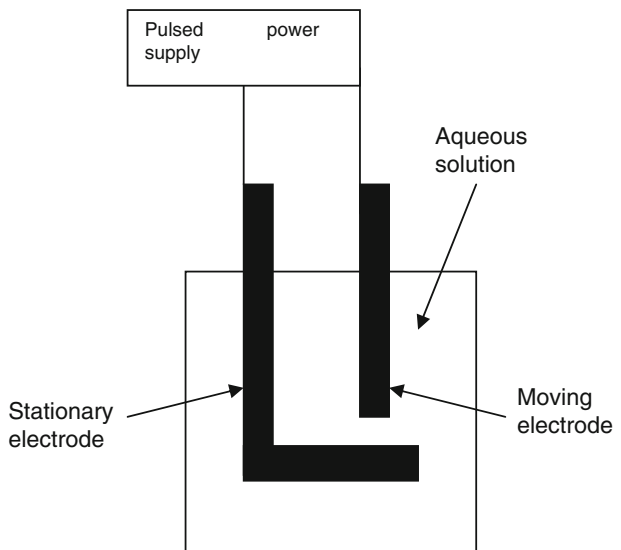 Pulsed power
supply
Aqueous
solution
Stationary
electrode
Moving
electrode